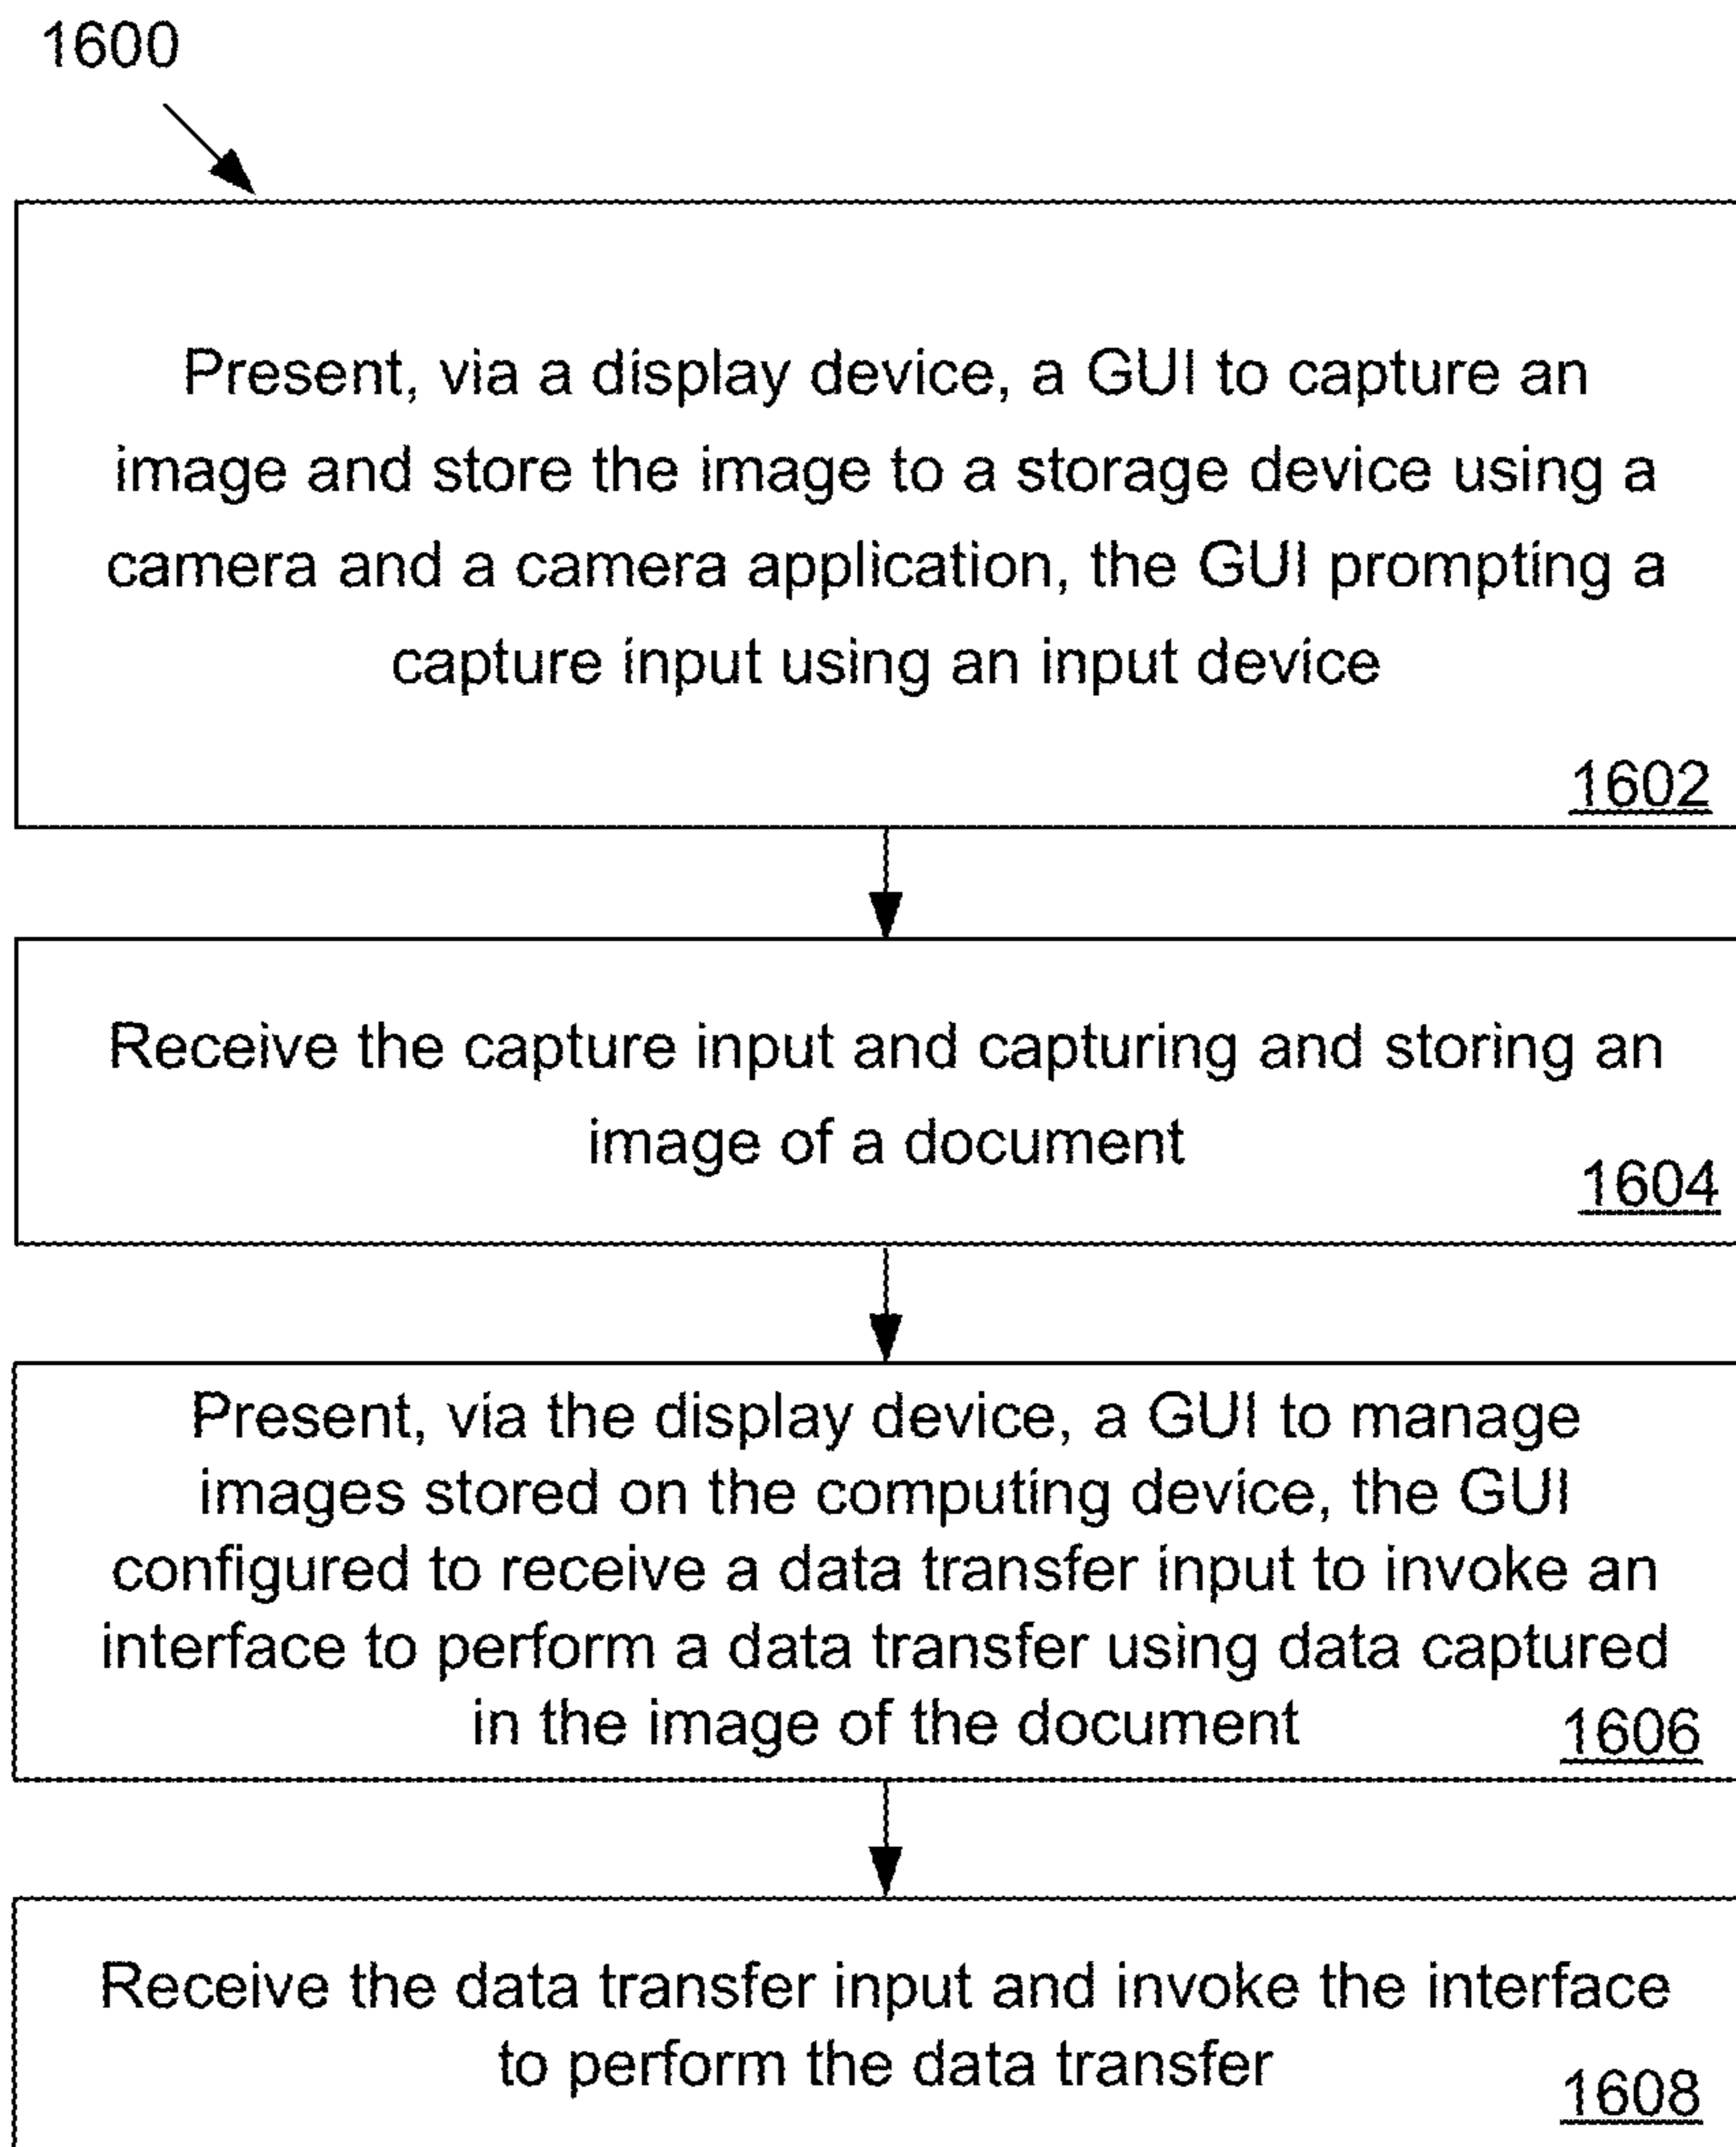 1600
Present, via a display device, a GUI to capture an
image and store the image to a storage device using a
camera and a camera application, the GUI prompting a
capture input using an input device
1602
Receive the capture input and capturing and storing an
image of a document
1604
Present, via the display device, a GUI to manage
images stored on the computing device, the GUI
configured to receive a data transfer input to invoke an
interface to perform a data transfer using data captured
in the image of the document
1606
Receive the data transfer input and invoke the interface
to perform the data transfer
1608